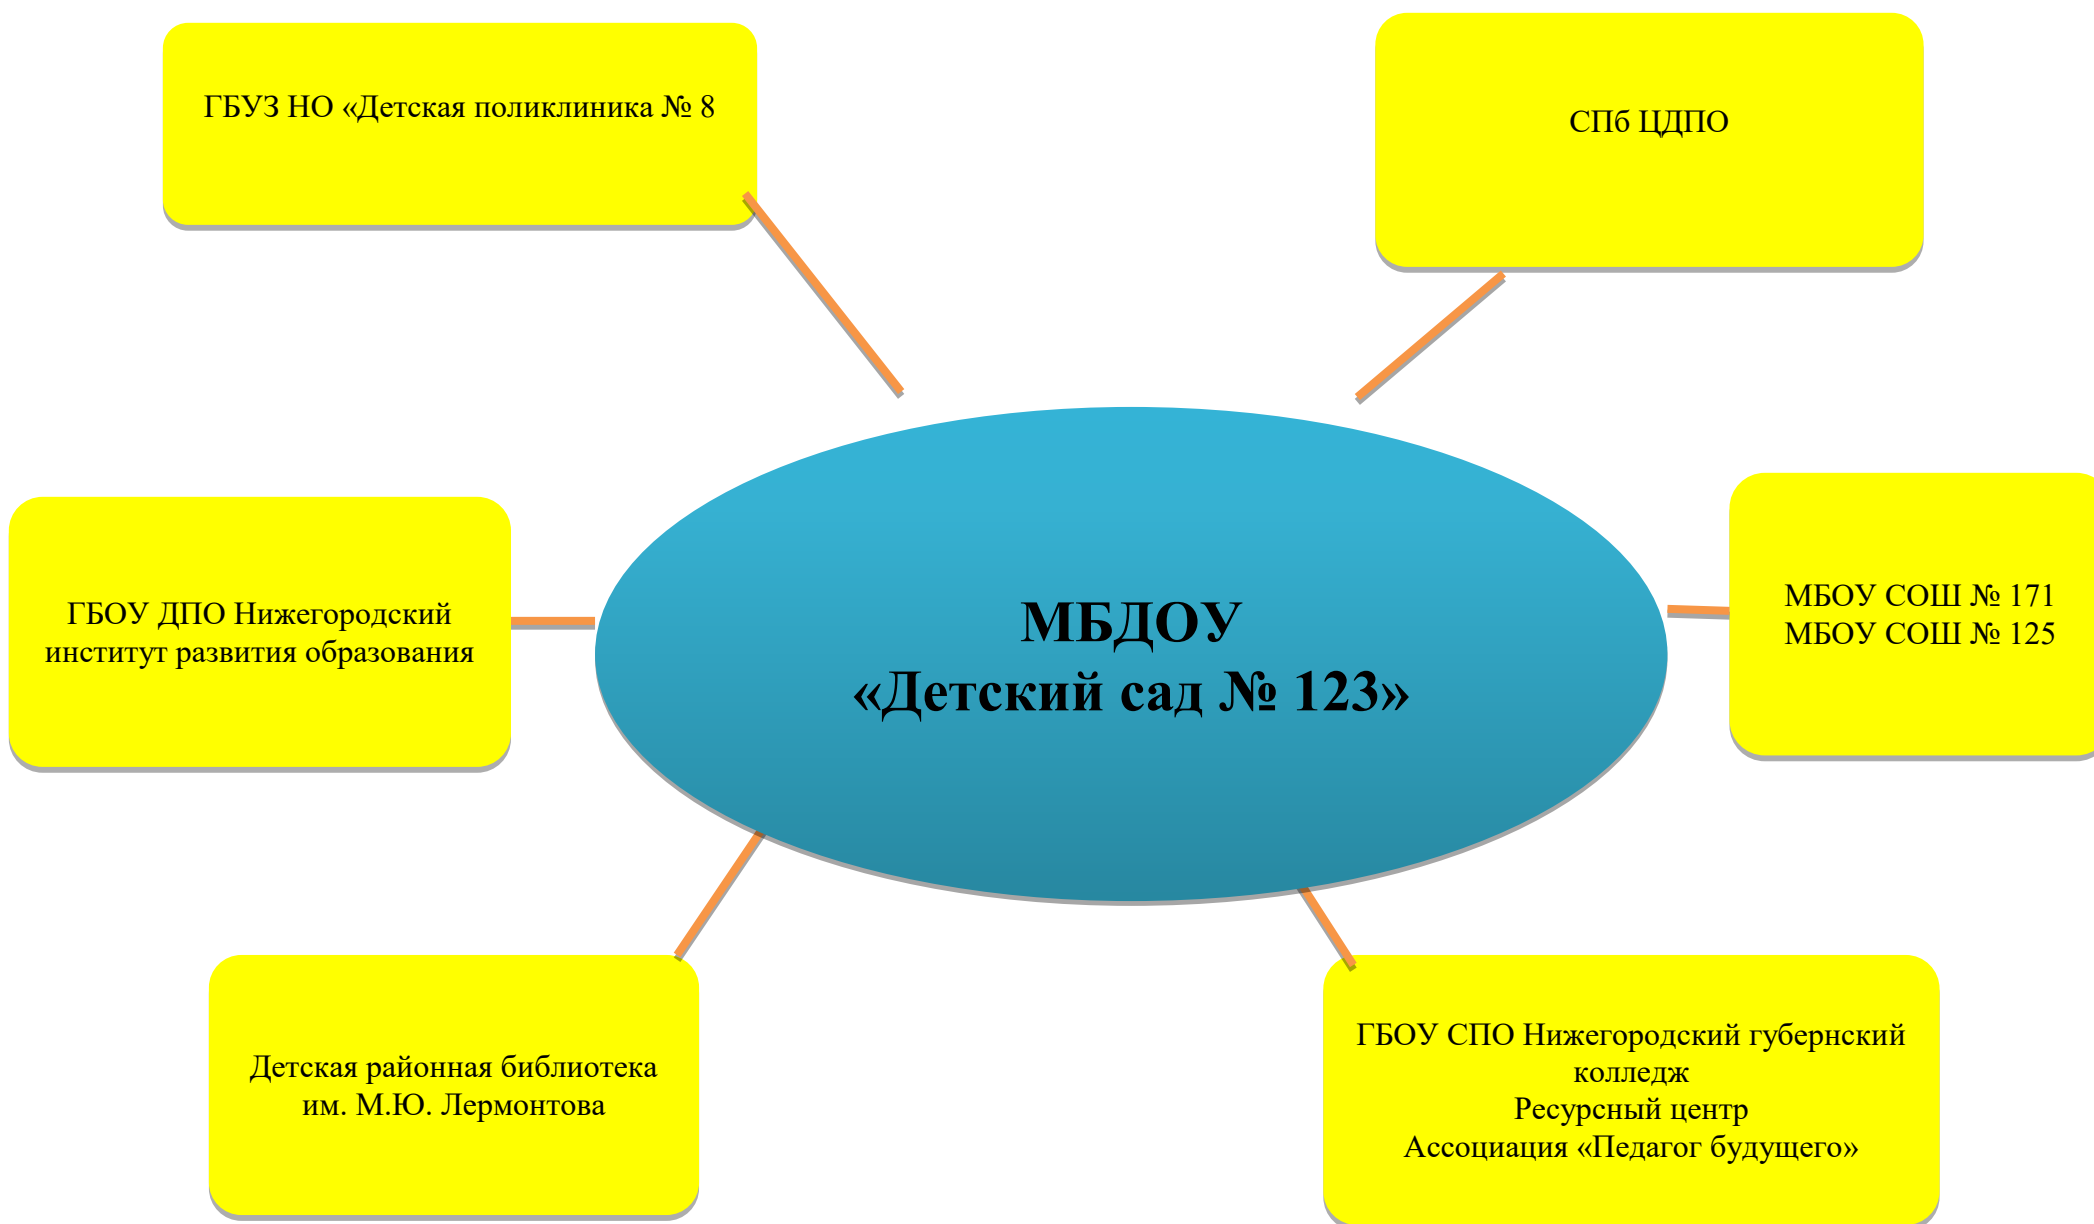 ГБУЗ НО «Детская поликлиника № 8
СПб ЦДПО
ГБОУ ДПО Нижегородский
институт развития образования
МБДОУ
«Детский сад № 123»
МБОУ СОШ № 171
МБОУ СОШ № 125
Детская районная библиотека
им. М.Ю. Лермонтова
ГБОУ СПО Нижегородский губернский
колледж
Ресурсный центр
Ассоциация «Педагог будущего»